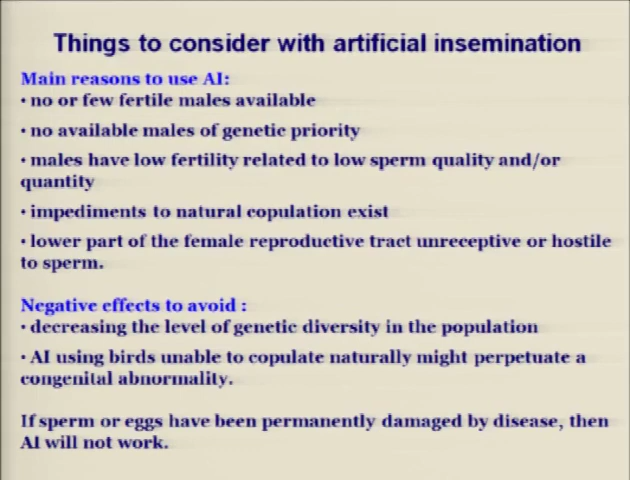 Things to consider with artificial insemination
Main reasons to use AI:
• no or few fertile males available
• no available males of genetic priority
• males have low fertility related to low sperm quality and/or
quantity
• impediments to natural copulation exist
• lower part of the female reproductive tract unreceptive or hostile
to sperm.
Negative effects to avoid :
• decreasing the level of genetic diversity in the population
• AI using birds unable to copulate naturally might perpetuate a
congenital abnormality.
If sperm or eggs have been permanently damaged by disease, then
AI will not work.